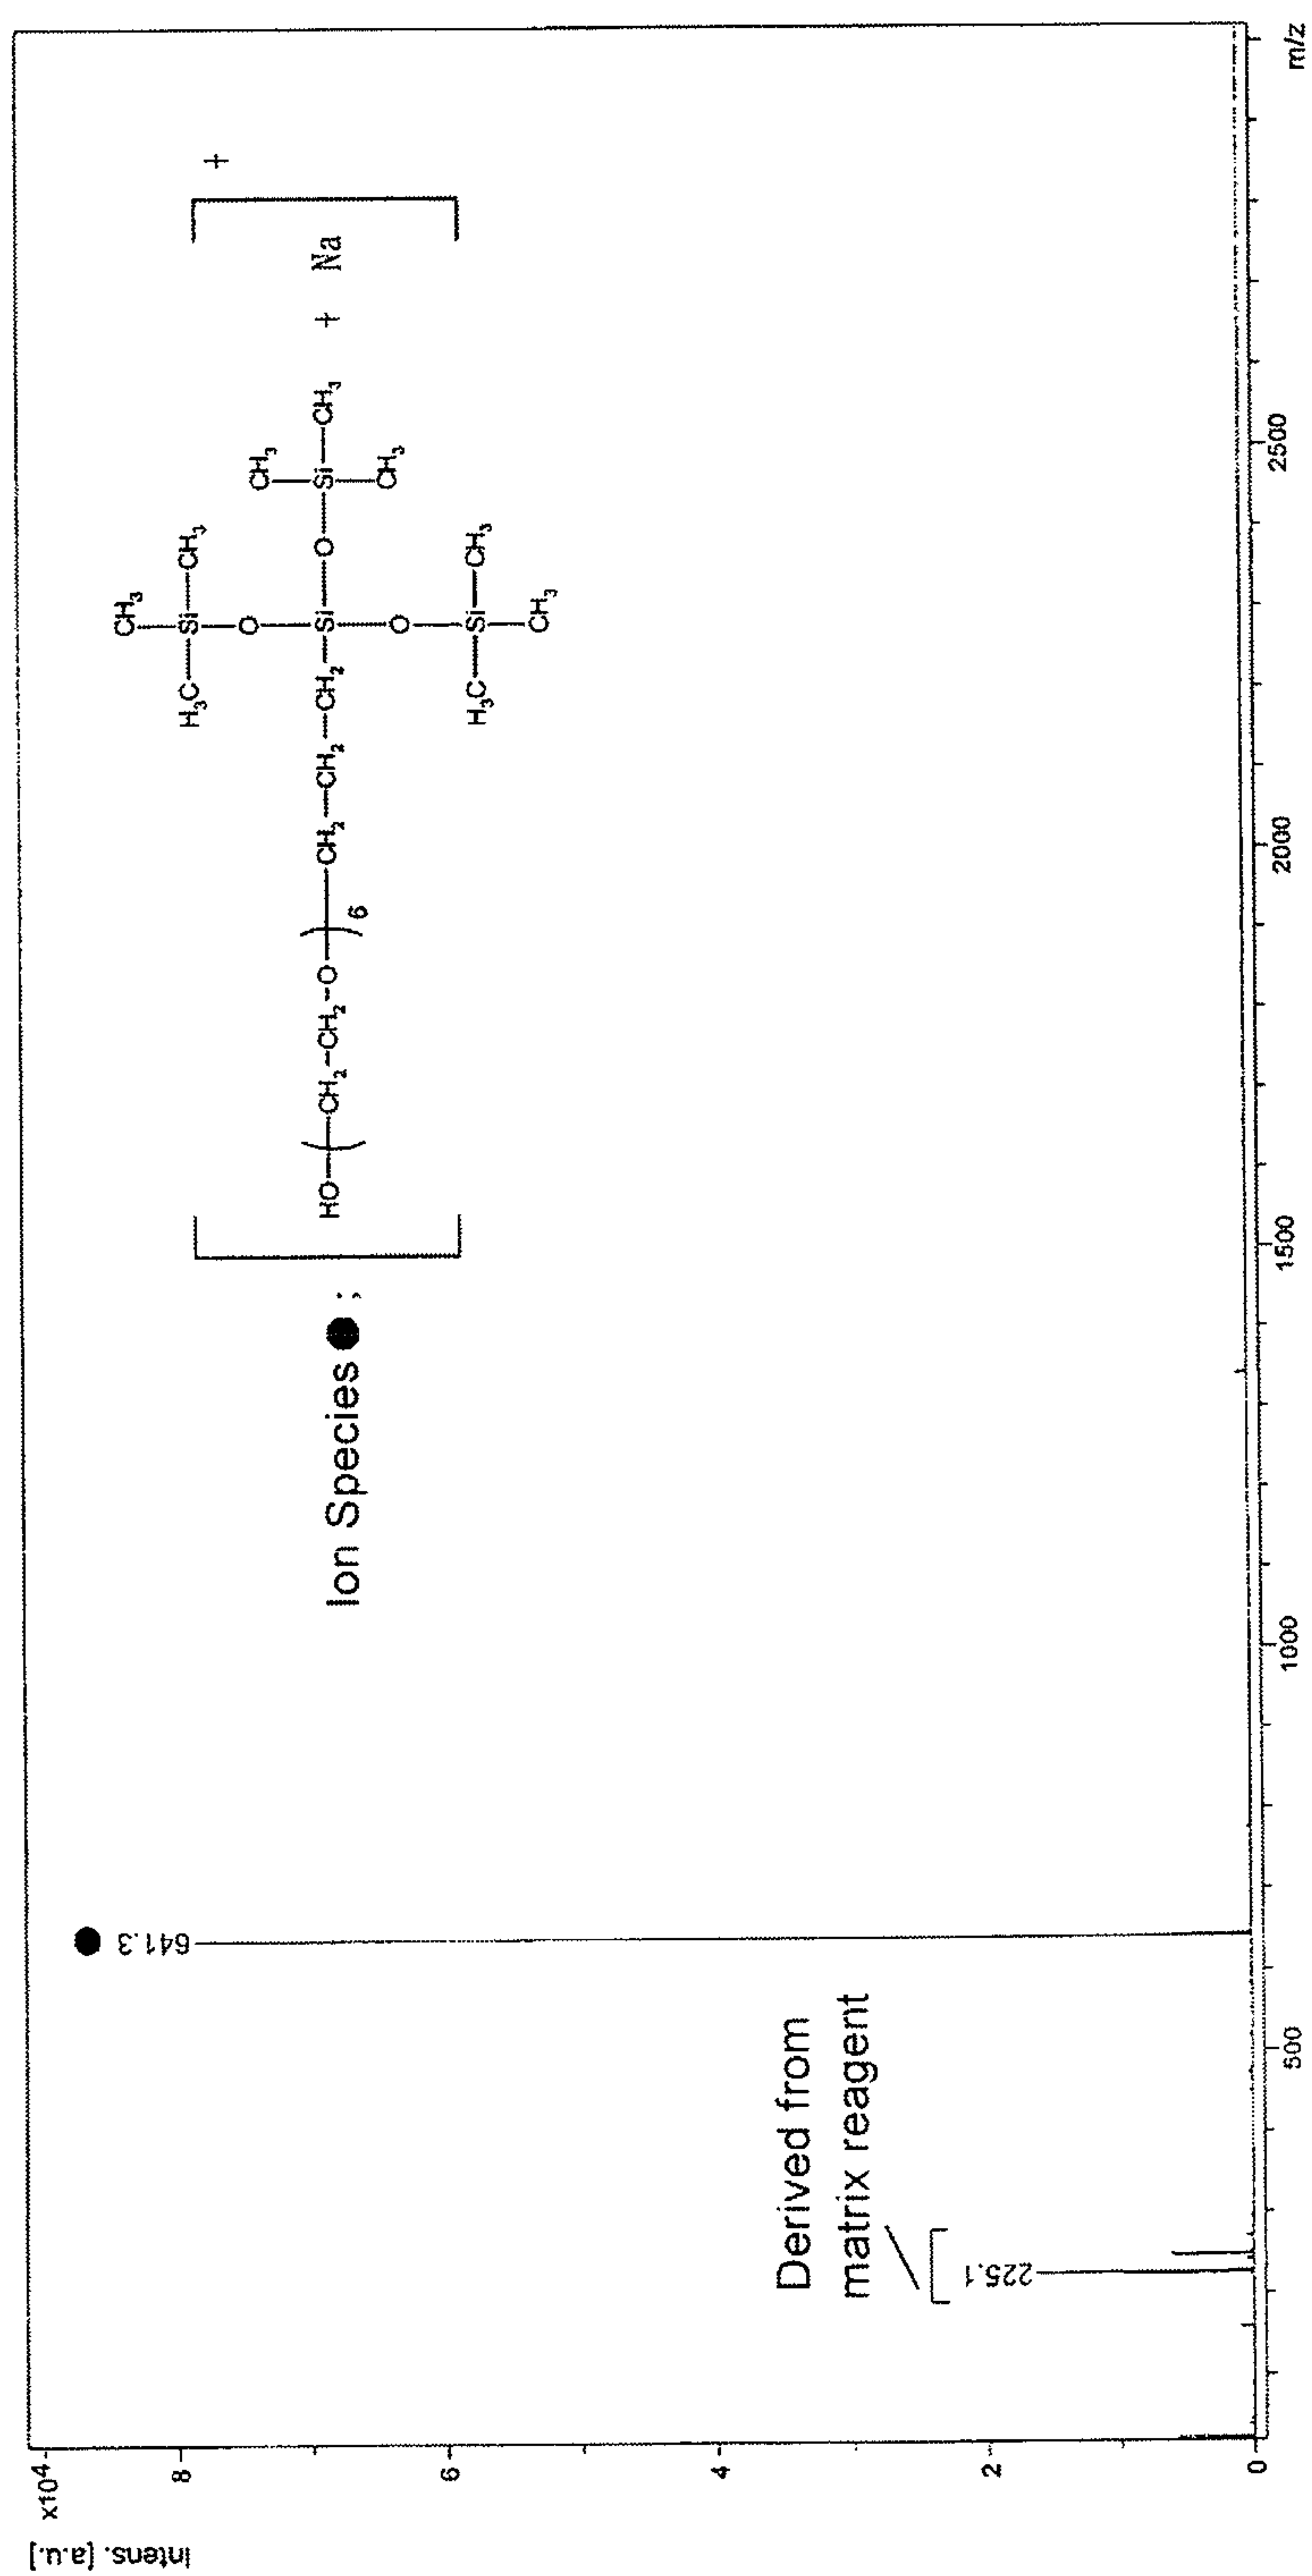 Intens. [a.u.]
x10⁴
8
6
4
2
0
641.3
Ion Species ● ;
HO—(CH₂—CH₂—O)₆—CH₂—CH₂—CH₂—Si—O—Si—CH₃ + Na
+
O
O
CH₃
CH₃
H₃C—Si—CH₃
CH₃
H₃C—Si—CH₃
CH₃
Derived from
matrix reagent
225.1
500
1000
1500
2000
2500
m/z